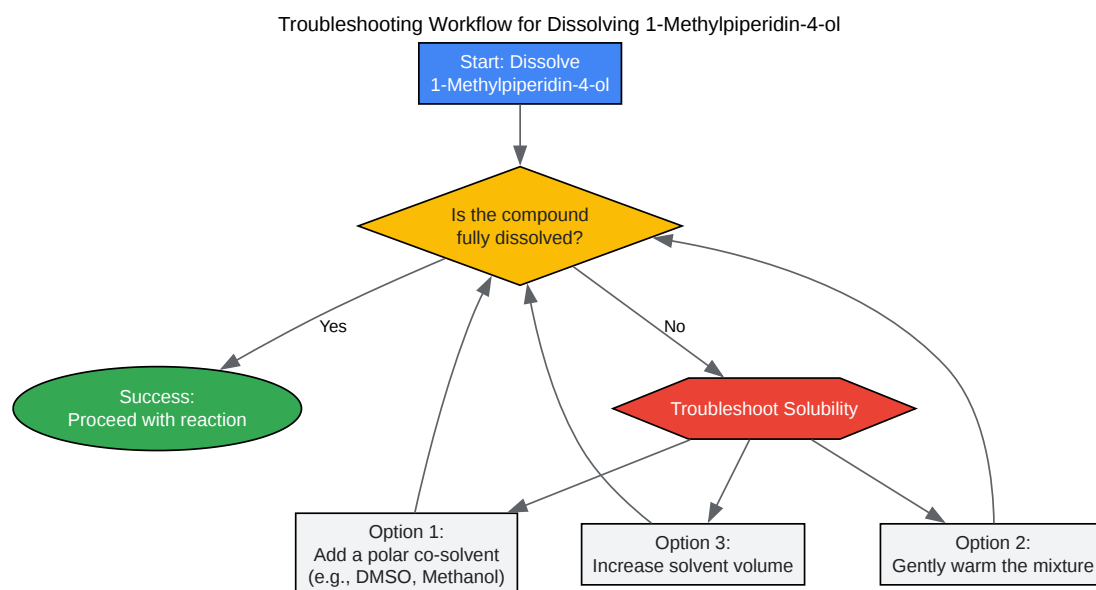 Troubleshooting Workflow for Dissolving 1-Methylpiperidin-4-ol
Start: Dissolve
1-Methylpiperidin-4-ol
Is the compound
fully dissolved?
Yes
No
Success:
Proceed with reaction
Troubleshoot Solubility
Option 1:
Add a polar co-solvent
(e.g., DMSO, Methanol)
Option 3:
Increase solvent volume
Option 2:
Gently warm the mixture